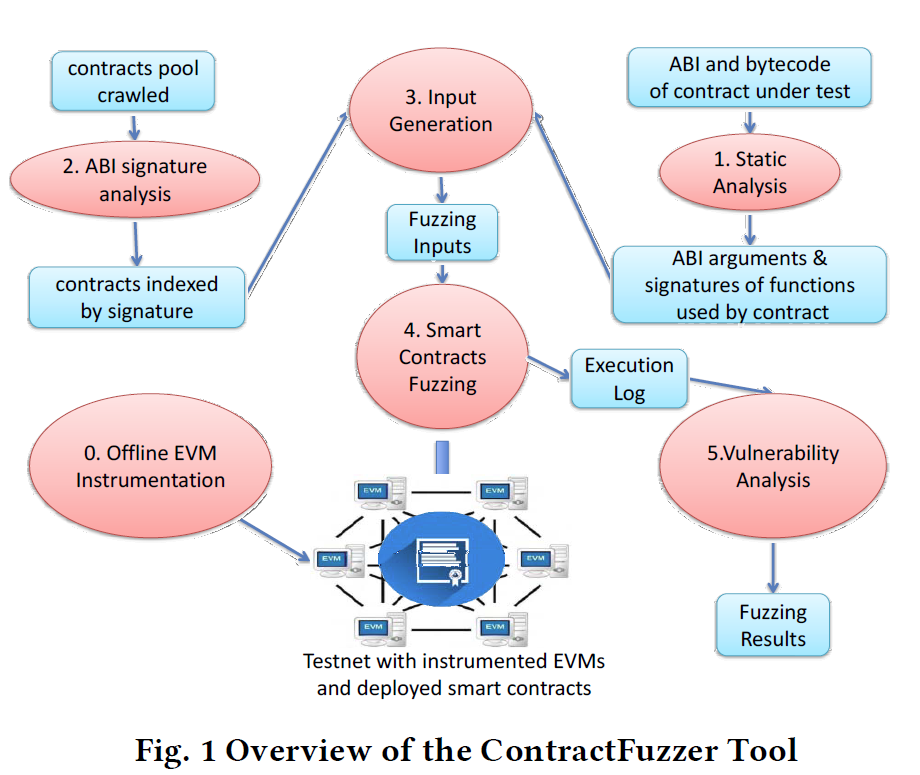 contracts pool
crawled
2. ABI signature
analysis
contracts indexed
by signature
3. Input
Generation
Fuzzing
Inputs
4. Smart
Contracts
Fuzzing
ABI and bytecode
of contract under test
1. Static
Analysis
ABI arguments &
signatures of functions
used by contract
Execution
Log
0. Offline EVM
Instrumentation
5.Vulnerability
Analysis
Fuzzing
Results
EVM
EVM
EVM
EVM
EVM
EVM
Testnet with instrumented EVMs
and deployed smart contracts
Fig. 1 Overview of the ContractFuzzer Tool